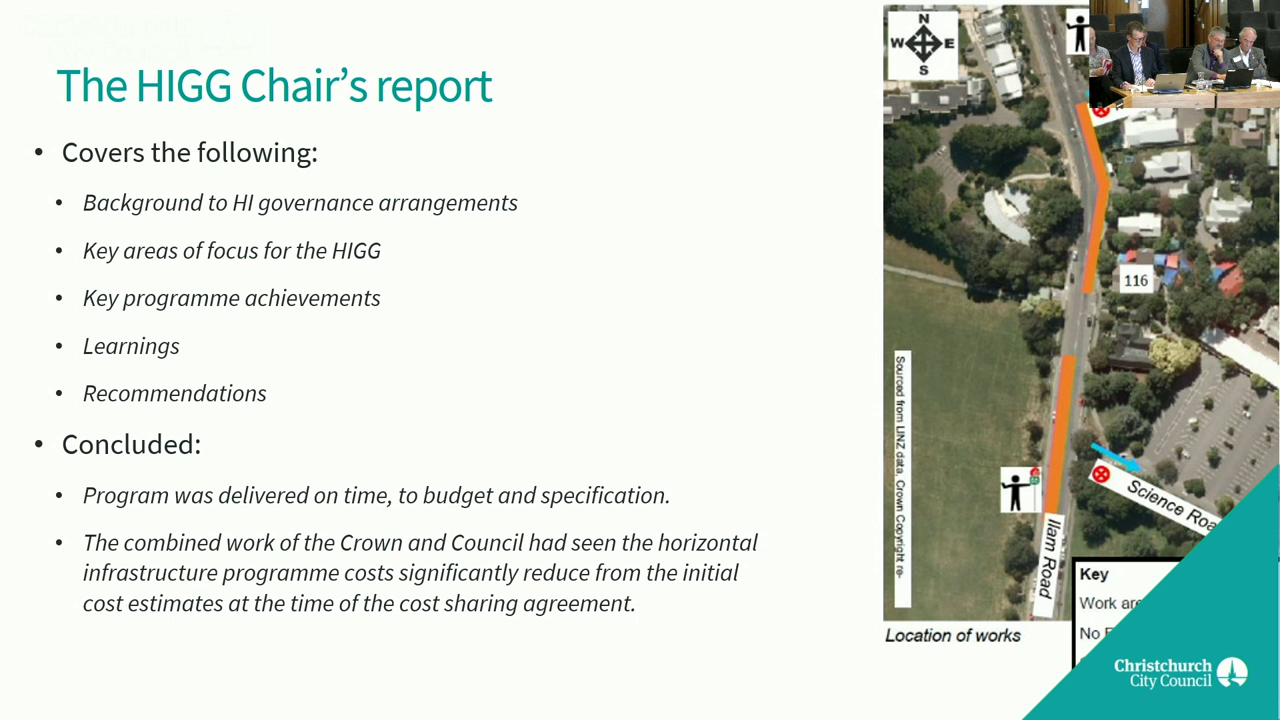 The HIGG Chair's report
• Covers the following:
• Background to HI governance arrangements
• Key areas of focus for the HIGG
• Key programme achievements
• Learnings
• Recommendations
• Concluded:
• Program was delivered on time, to budget and specification.
• The combined work of the Crown and Council had seen the horizontal
infrastructure programme costs significantly reduce from the initial
cost estimates at the time of the cost sharing agreement.
N
W E
S
116
Sourced from LINZ data. Crown Copyright re-
Science Roa
Ilam Road
Key
Work are
No
Location of works
Christchurch
City Council